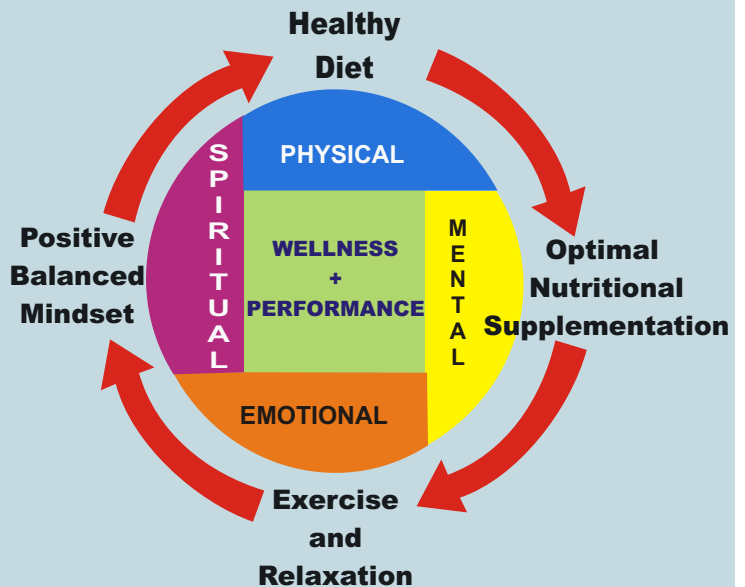 Healthy
Diet
PHYSICAL
SPIRITUAL
MENTAL
WELLNESS
+
PERFORMANCE
EMOTIONAL
Positive
Balanced
Mindset
Optimal
Nutritional
Supplementation
Exercise
and
Relaxation